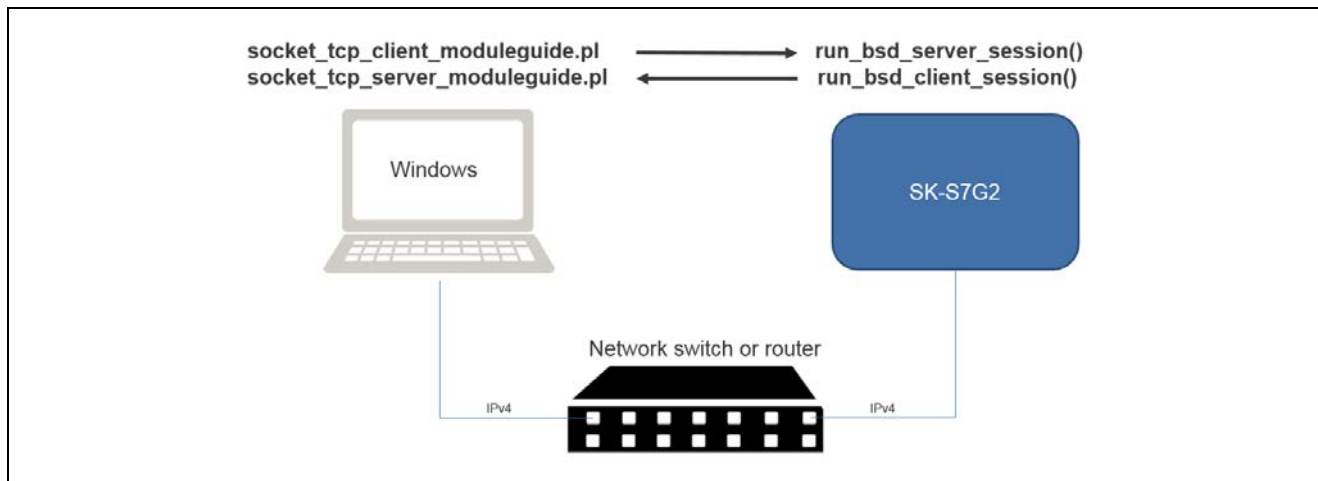 socket_tcp_client_moduleguide.pl run_bsd_server_session()
socket_tcp_server_moduleguide.pl run_bsd_client_session()
Windows
SK-S7G2
Network switch or router
IPv4 IPv4